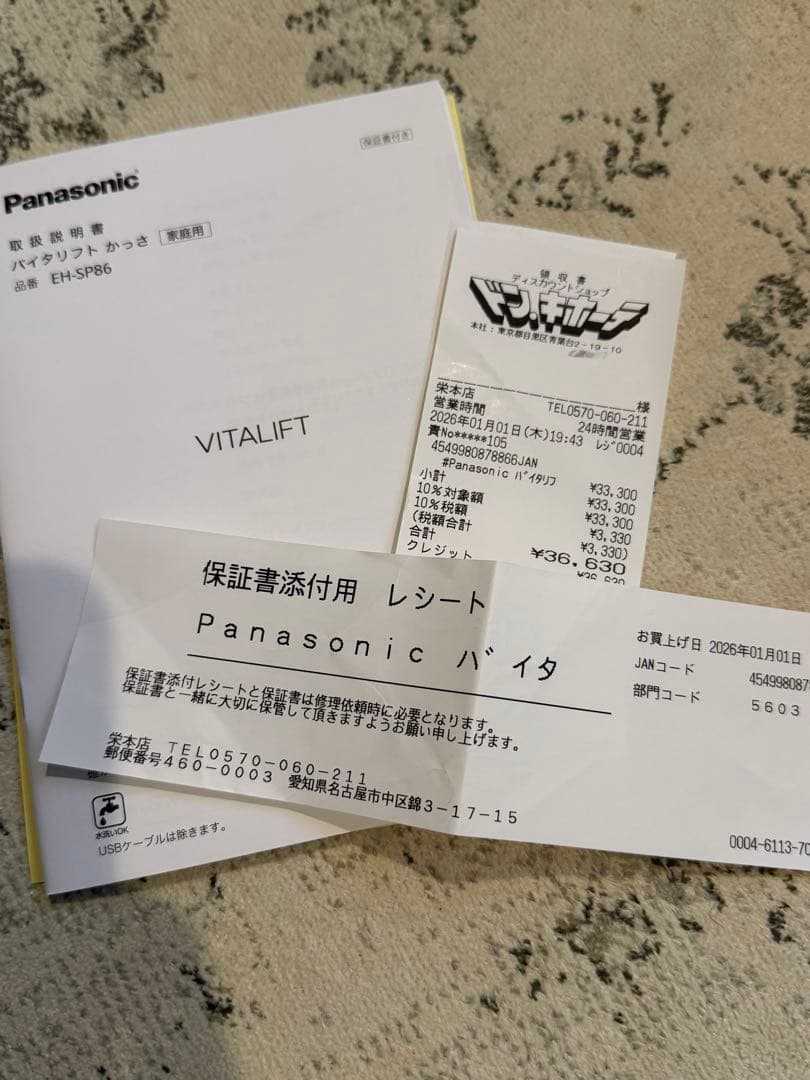 保証書付き
Panasonic
取扱説明書
バイタリフト かっさ 家庭用
品番 EH-SP86
VITALIFT
水洗いOK
USBケーブルは除きます。
領収書
ディスカウントショップ
ドン.キホーテ
本社:東京都目黒区青葉台2-19-10
様
栄本店 TEL0570-060-211
営業時間 24時間営業
2026年01月01日(木)19:43 レジ0004
責No*****105
4549980878866JAN
#Panasonic バイタリフ ¥33,300
小計 ¥33,300
10%対象額 ¥33,300
10%税額 ¥3,330
(税額合計 ¥3,330)
合計 ¥36,630
クレジット ¥36,630
保証書添付用 レシート
Panasonic バイタ
保証書添付レシートと保証書は修理依頼時に必要となります。
保証書と一緒に大切に保管して頂きますようお願い申し上げます。
栄本店 TEL0570-060-211
郵便番号460-0003 愛知県名古屋市中区錦3-17-15
お買上げ日 2026年01月01日
JANコード 4549980879
部門コード 5603
0004-6113-70